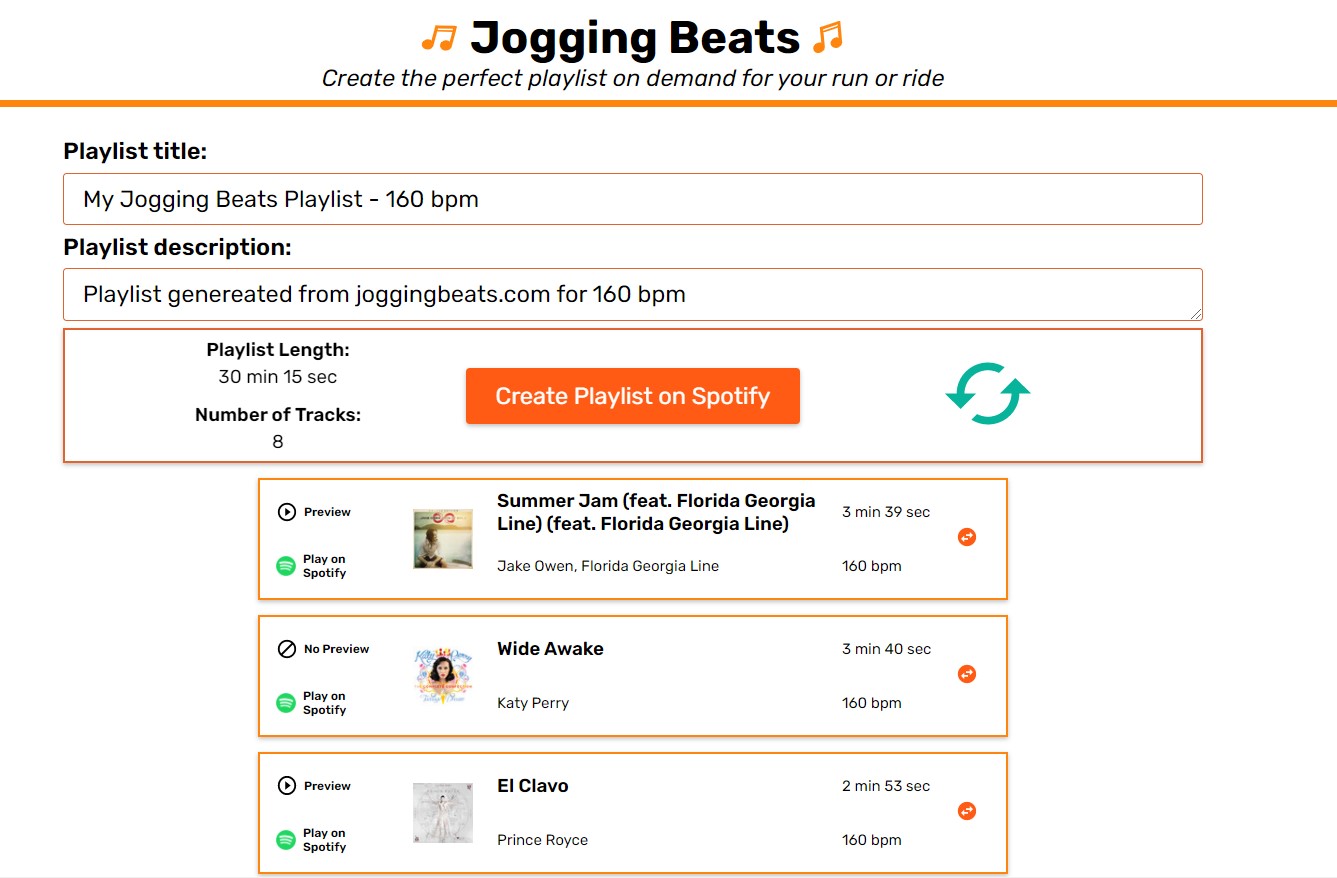 Jogging Beats
Create the perfect playlist on demand for your run or ride
Playlist title:
My Jogging Beats Playlist - 160 bpm
Playlist description:
Playlist genereated from joggingbeats.com for 160 bpm
Playlist Length:
30 min 15 sec
Number of Tracks:
8
Create Playlist on Spotify
Preview
Play on
Spotify
Summer Jam (feat. Florida Georgia
Line) (feat. Florida Georgia Line)
Jake Owen, Florida Georgia Line
3 min 39 sec
160 bpm
No Preview
Play on
Spotify
Katy Perry
Wide Awake
Katy Perry
3 min 40 sec
160 bpm
Preview
Play on
Spotify
El Clavo
Prince Royce
2 min 53 sec
160 bpm